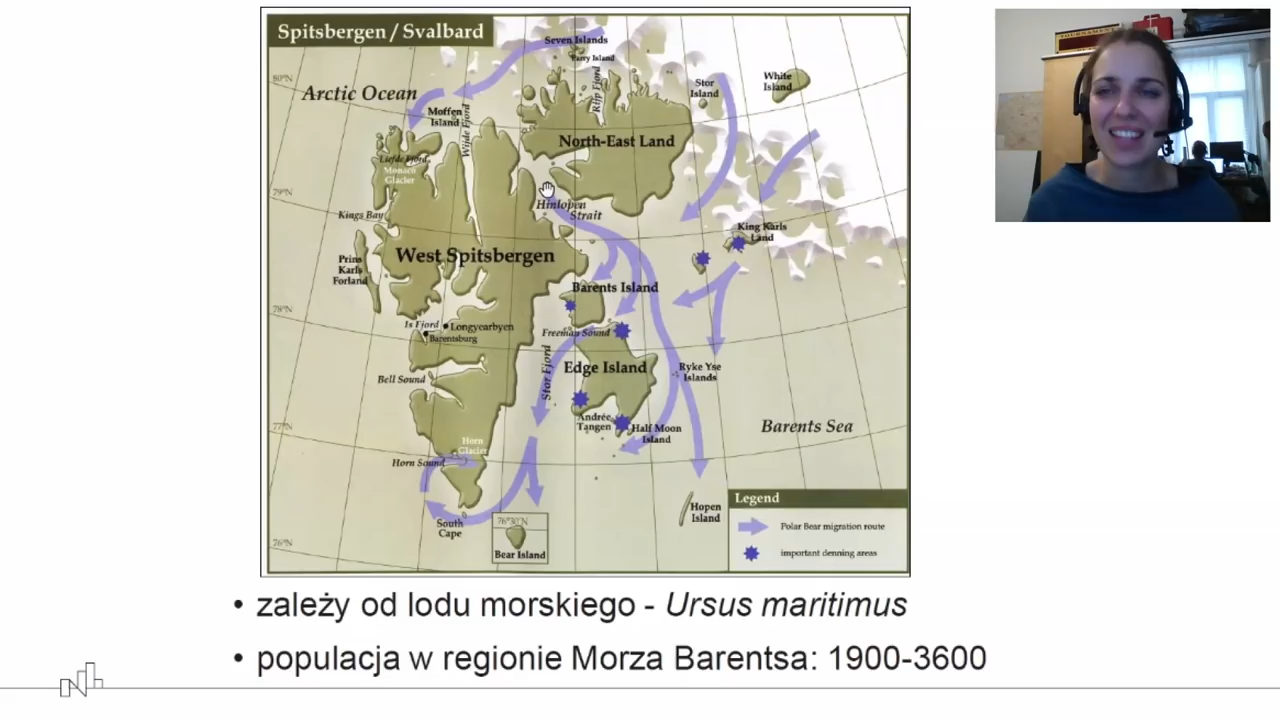 Spitsbergen / Svalbard
Seven Islands
Parry Island
80°N
Arctic Ocean
Moffen
Island
Wijde Fjord
Rijp Fjord
Stor
Island
White
Island
North-East Land
Liefde Fjord
Monaco
Glacier
79°N
Kings Bay
Hinlopen
Strait
King Karls
Land
Prins
Karls
Forland
West Spitsbergen
Barents Island
78°N
Is Fjord
Longyearbyen
Barentsburg
Freeman Sound
Stor Fjord
Edge Island
Ryke Yse
Islands
Bell Sound
77°N
Andrée
Tangen
Half Moon
Island
Barents Sea
Horn
Glacier
Horn Sound
South
Cape
76°30'N
Bear Island
Hopen
Island
76°N
Legend
Polar Bear migration route
important denning areas
• zależy od lodu morskiego - Ursus maritimus
• populacja w regionie Morza Barentsa: 1900-3600